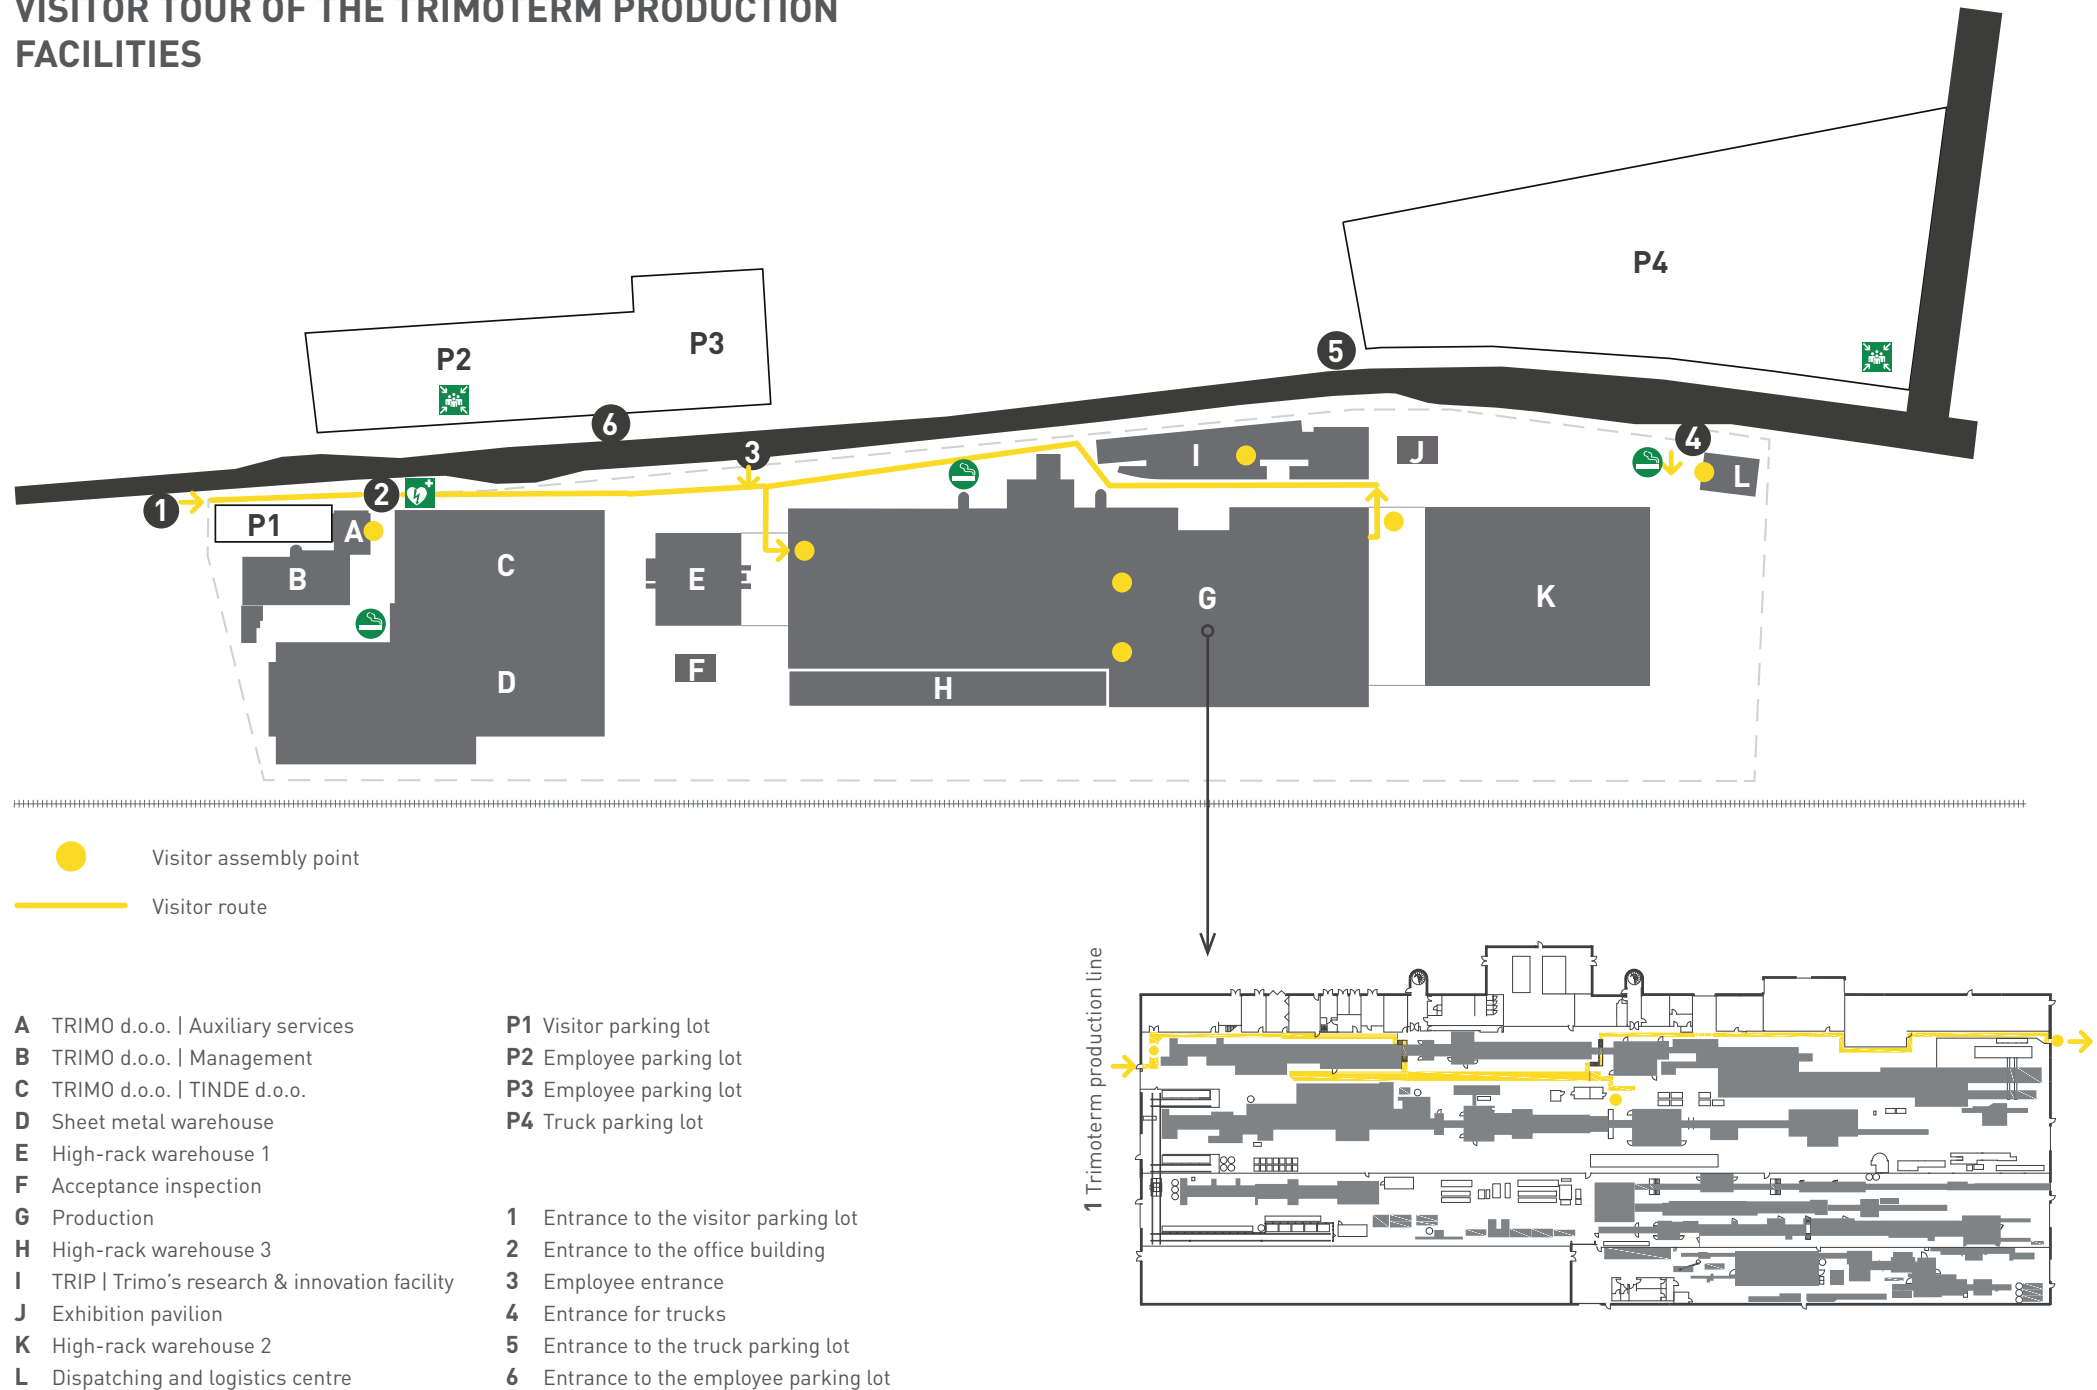 VISITOR TOUR OF THE TRIMOTERM PRODUCTION
FACILITIES
P4
P3
P2
5
6
4
3
I
J
L
2
1
P1
A
C
B
E
G
K
F
D
H
Visitor assembly point
Visitor route
A TRIMO d.o.o. | Auxiliary services
B TRIMO d.o.o. | Management
C TRIMO d.o.o. | TINDE d.o.o.
D Sheet metal warehouse
E High-rack warehouse 1
F Acceptance inspection
G Production
H High-rack warehouse 3
I TRIP | Trimo's research & innovation facility
J Exhibition pavilion
K High-rack warehouse 2
L Dispatching and logistics centre
P1 Visitor parking lot
P2 Employee parking lot
P3 Employee parking lot
P4 Truck parking lot
1 Entrance to the visitor parking lot
2 Entrance to the office building
3 Employee entrance
4 Entrance for trucks
5 Entrance to the truck parking lot
6 Entrance to the employee parking lot
1 Trimoterm production line